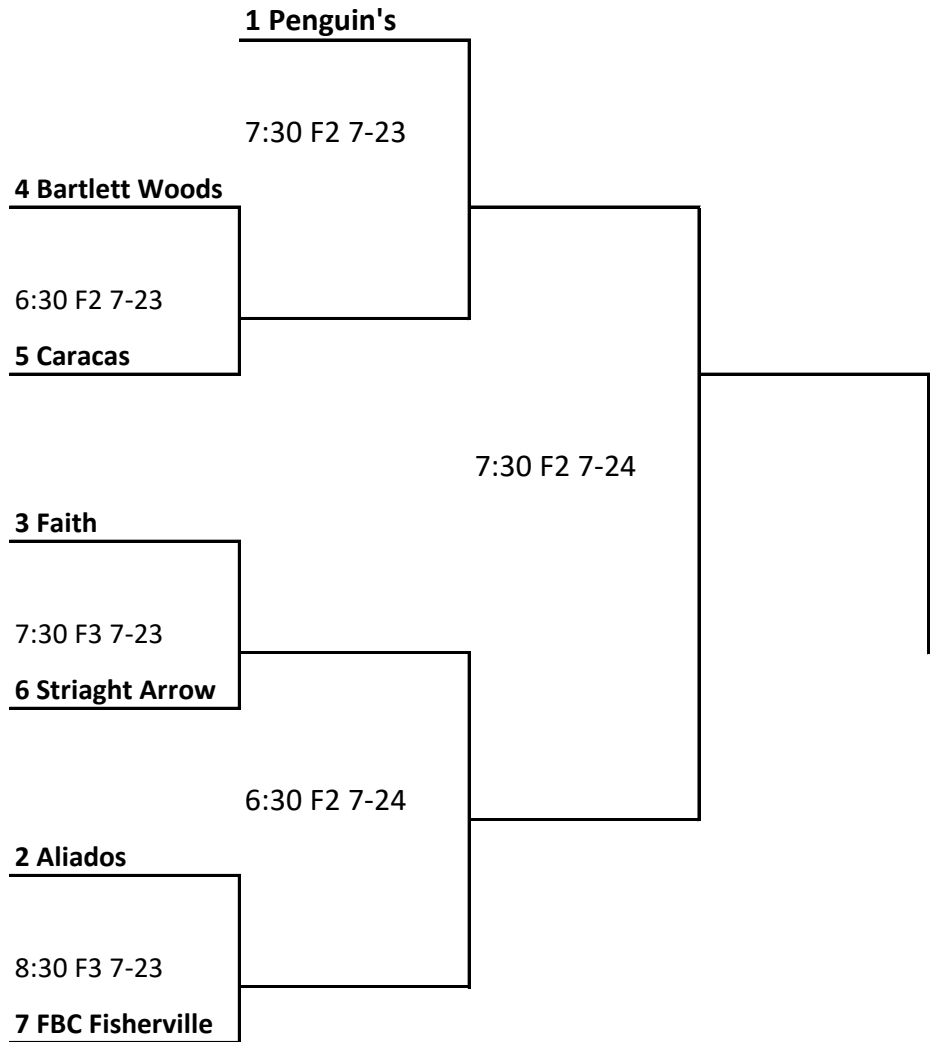 1 Penguin's
7:30 F2 7-23
4 Bartlett Woods
6:30 F2 7-23
5 Caracas
7:30 F2 7-24
3 Faith
7:30 F3 7-23
6 Striaght Arrow
6:30 F2 7-24
2 Aliados
8:30 F3 7-23
7 FBC Fisherville